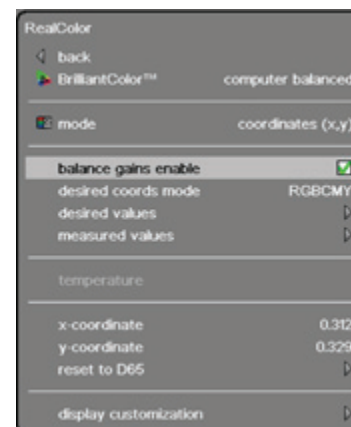 RealColor
back
BrilliantColor™ computer balanced
mode coordinates (x,y)
balance gains enable
desired coords mode RGBCMY
desired values
measured values
temperature
x-coordinate 0.312
y-coordinate 0.329
reset to D65
display customization